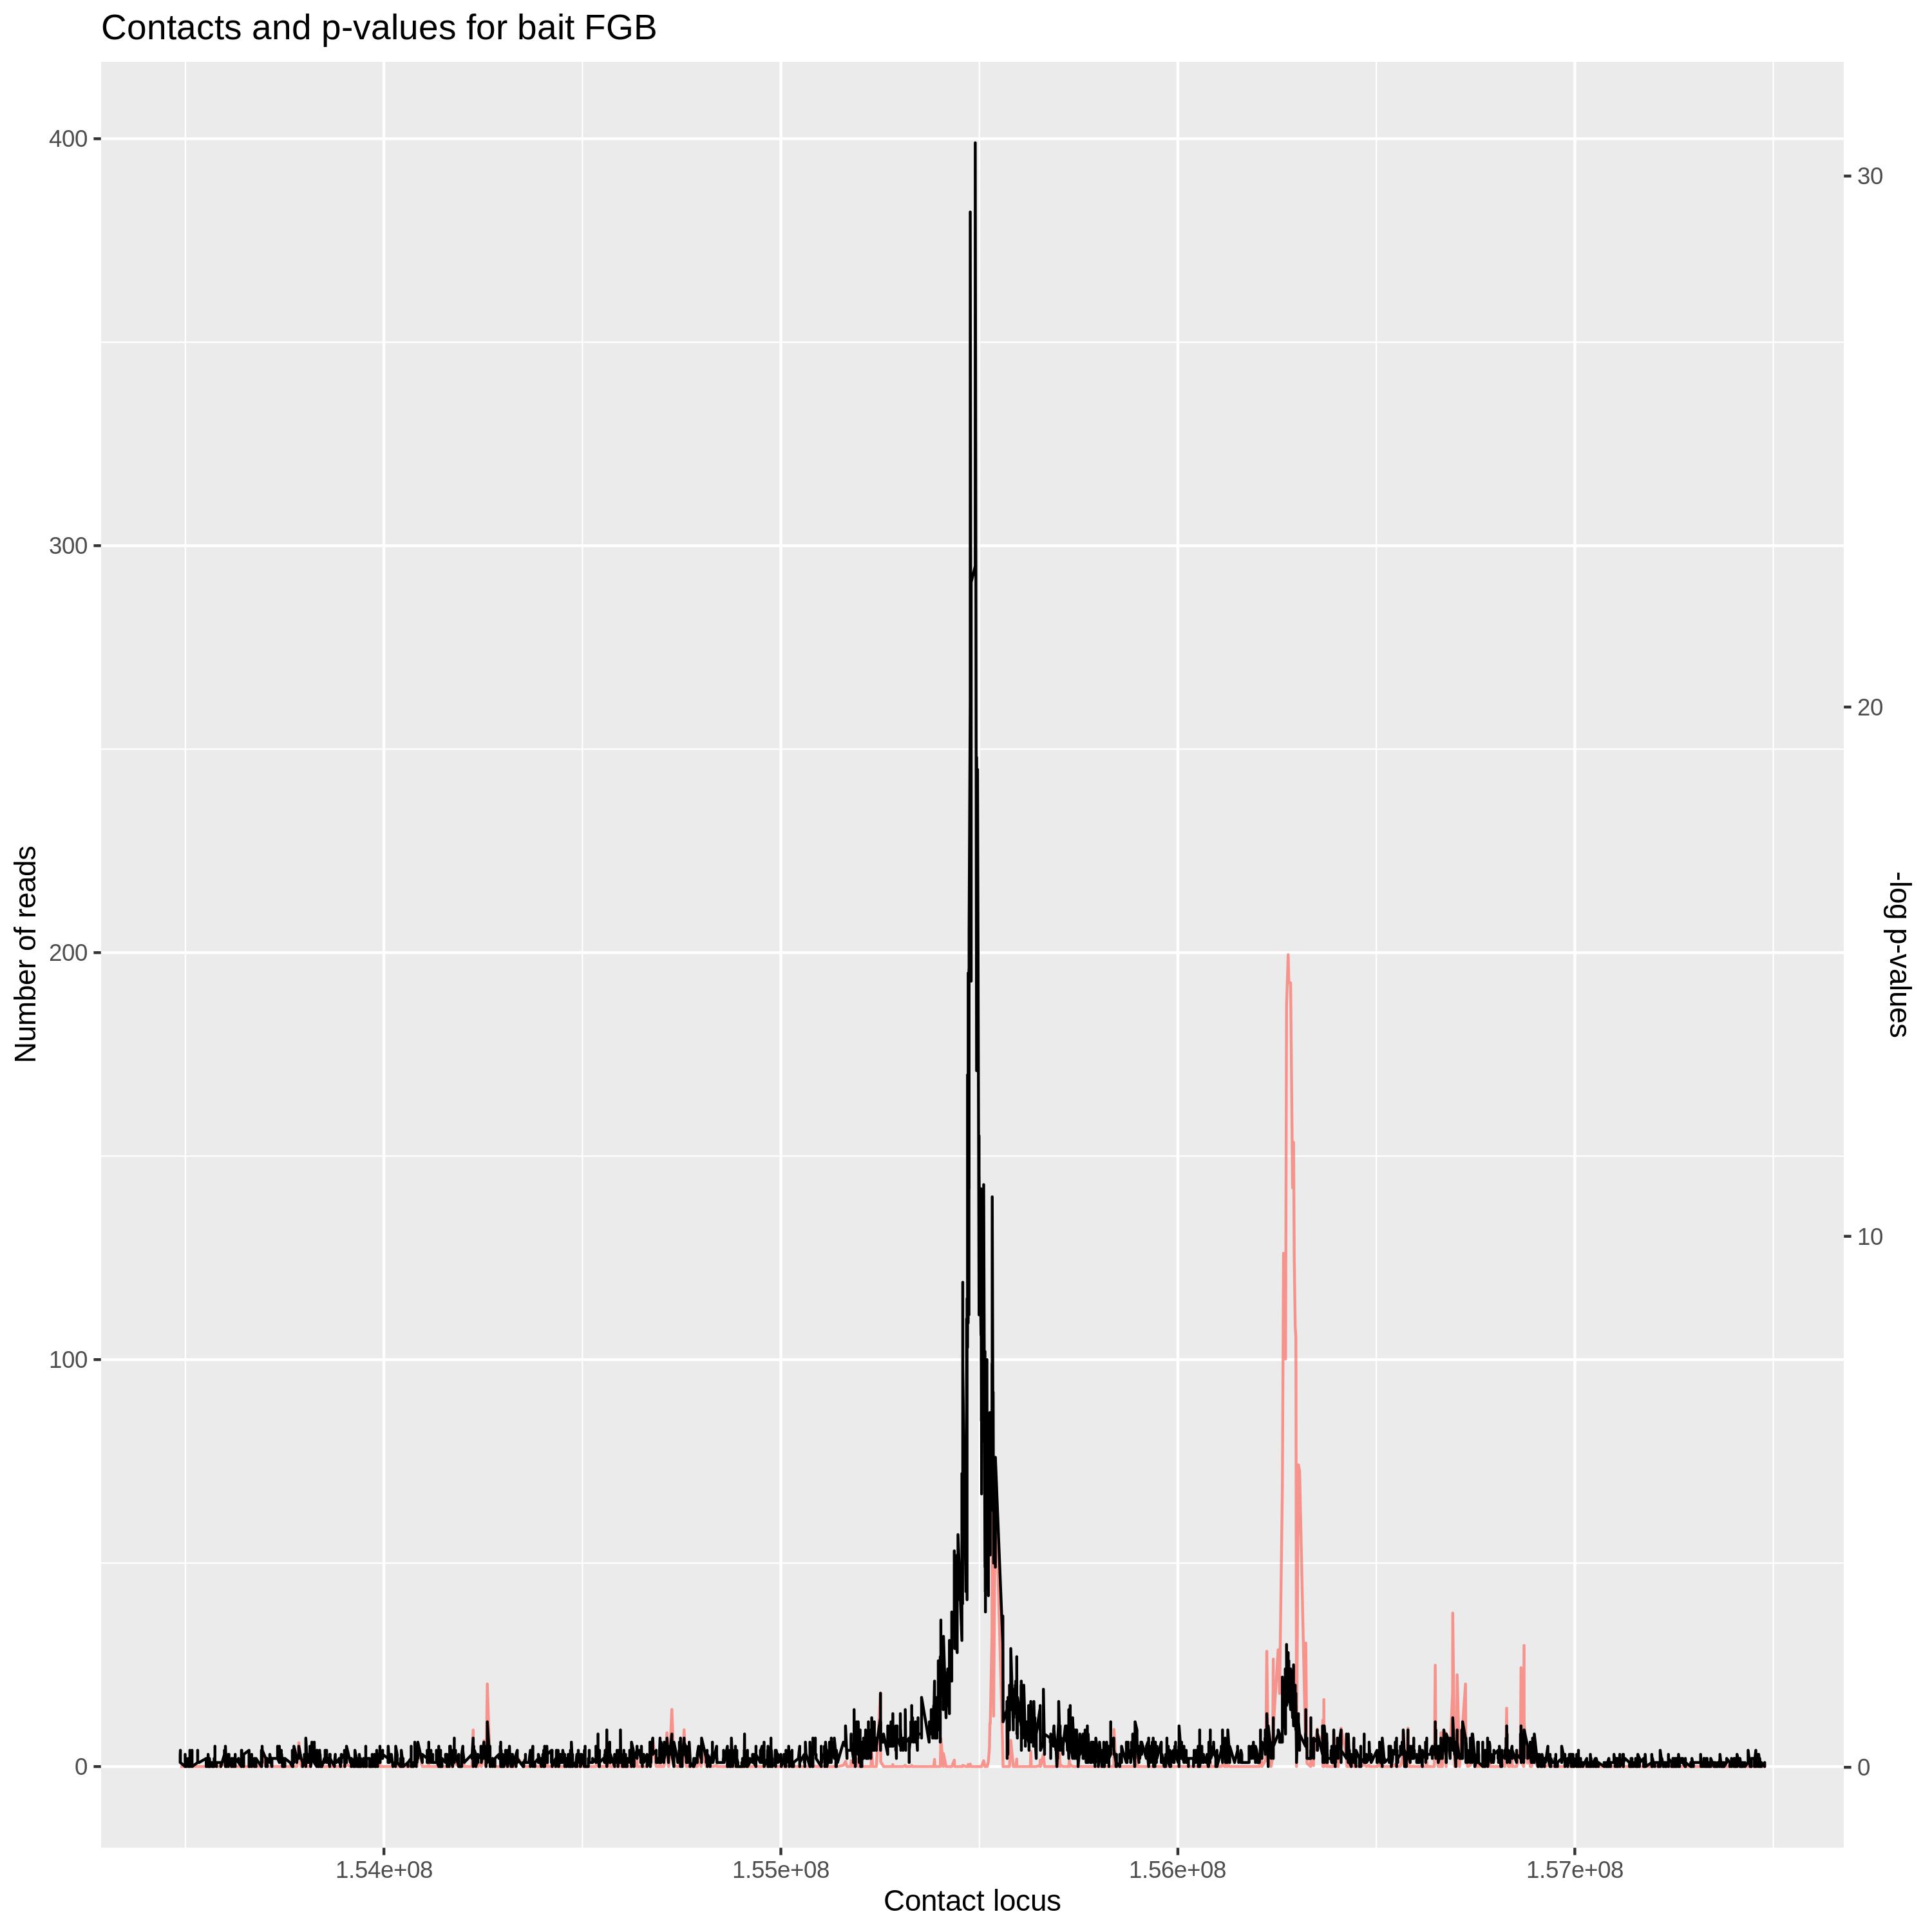 Contacts and p-values for bait FGB
400
300
200
100
0
Number of reads
30
20
10
0
-log p-values
1.54e+08
1.55e+08
1.56e+08
1.57e+08
Contact locus